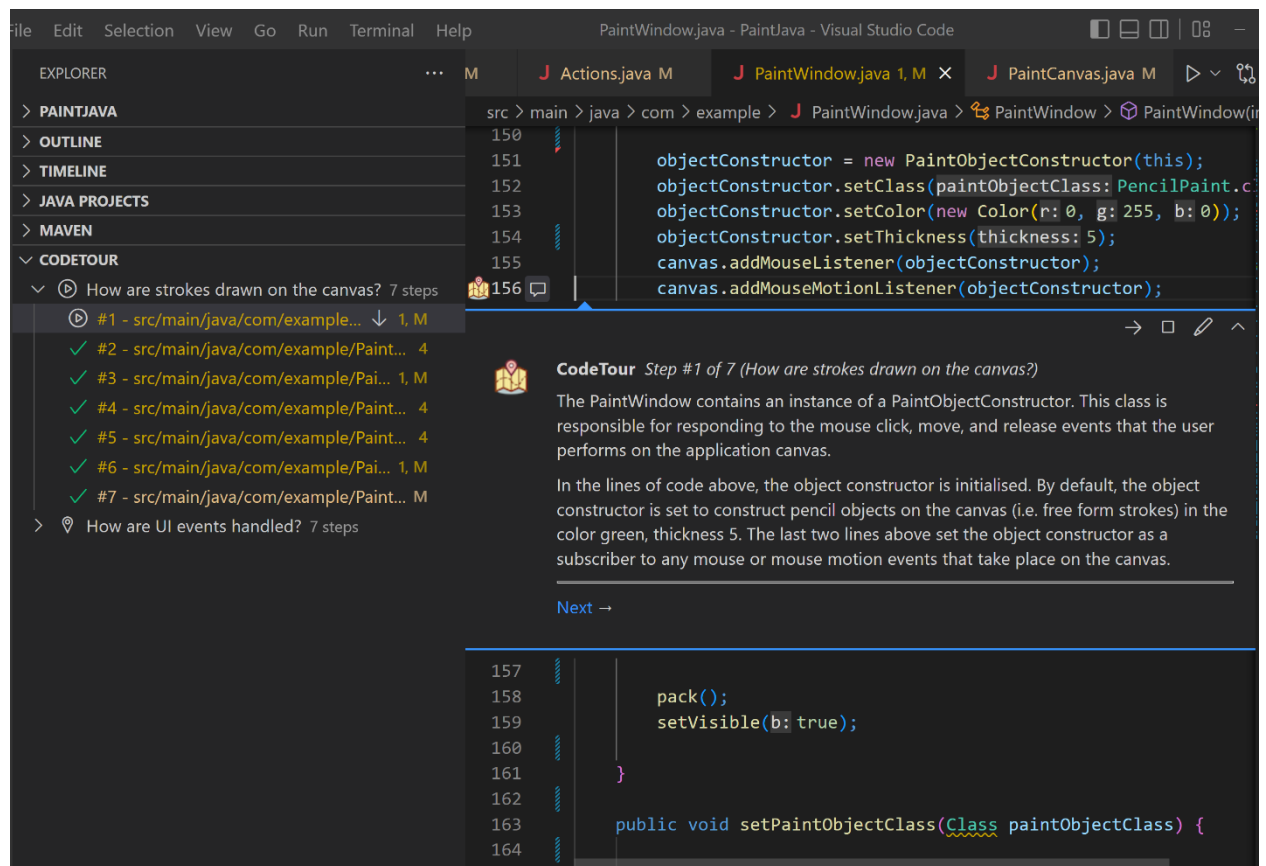 File Edit Selection View Go Run Terminal Help PaintWindow.java - PaintJava - Visual Studio Code
EXPLORER
PAINTJAVA
OUTLINE
TIMELINE
JAVA PROJECTS
MAVEN
CODETOUR
How are strokes drawn on the canvas? 7 steps
#1 - src/main/java/com/example... 1, M
#2 - src/main/java/com/example/Paint... 4
#3 - src/main/java/com/example/Pai... 1, M
#4 - src/main/java/com/example/Paint... 4
#5 - src/main/java/com/example/Paint... 4
#6 - src/main/java/com/example/Pai... 1, M
#7 - src/main/java/com/example/Paint... M
How are UI events handled? 7 steps
M J Actions.java M J PaintWindow.java 1, M J PaintCanvas.java M
src > main > java > com > example > J PaintWindow.java > PaintWindow > PaintWindow(
150
151 objectConstructor = new PaintObjectConstructor(this);
152 objectConstructor.setClass(paintObjectClass: PencilPaint.c
153 objectConstructor.setColor(new Color(r: 0, g: 255, b: 0));
154 objectConstructor.setThickness(thickness: 5);
155 canvas.addMouseListener(objectConstructor);
156 canvas.addMouseMotionListener(objectConstructor);
CodeTour Step #1 of 7 (How are strokes drawn on the canvas?)
The PaintWindow contains an instance of a PaintObjectConstructor. This class is
responsible for responding to the mouse click, move, and release events that the user
performs on the application canvas.
In the lines of code above, the object constructor is initialised. By default, the object
constructor is set to construct pencil objects on the canvas (i.e. free form strokes) in the
color green, thickness 5. The last two lines above set the object constructor as a
subscriber to any mouse or mouse motion events that take place on the canvas.
Next →
157
158 pack();
159 setVisible(b: true);
160
161 }
162
163 public void setPaintObjectClass(Class paintObjectClass) {
164